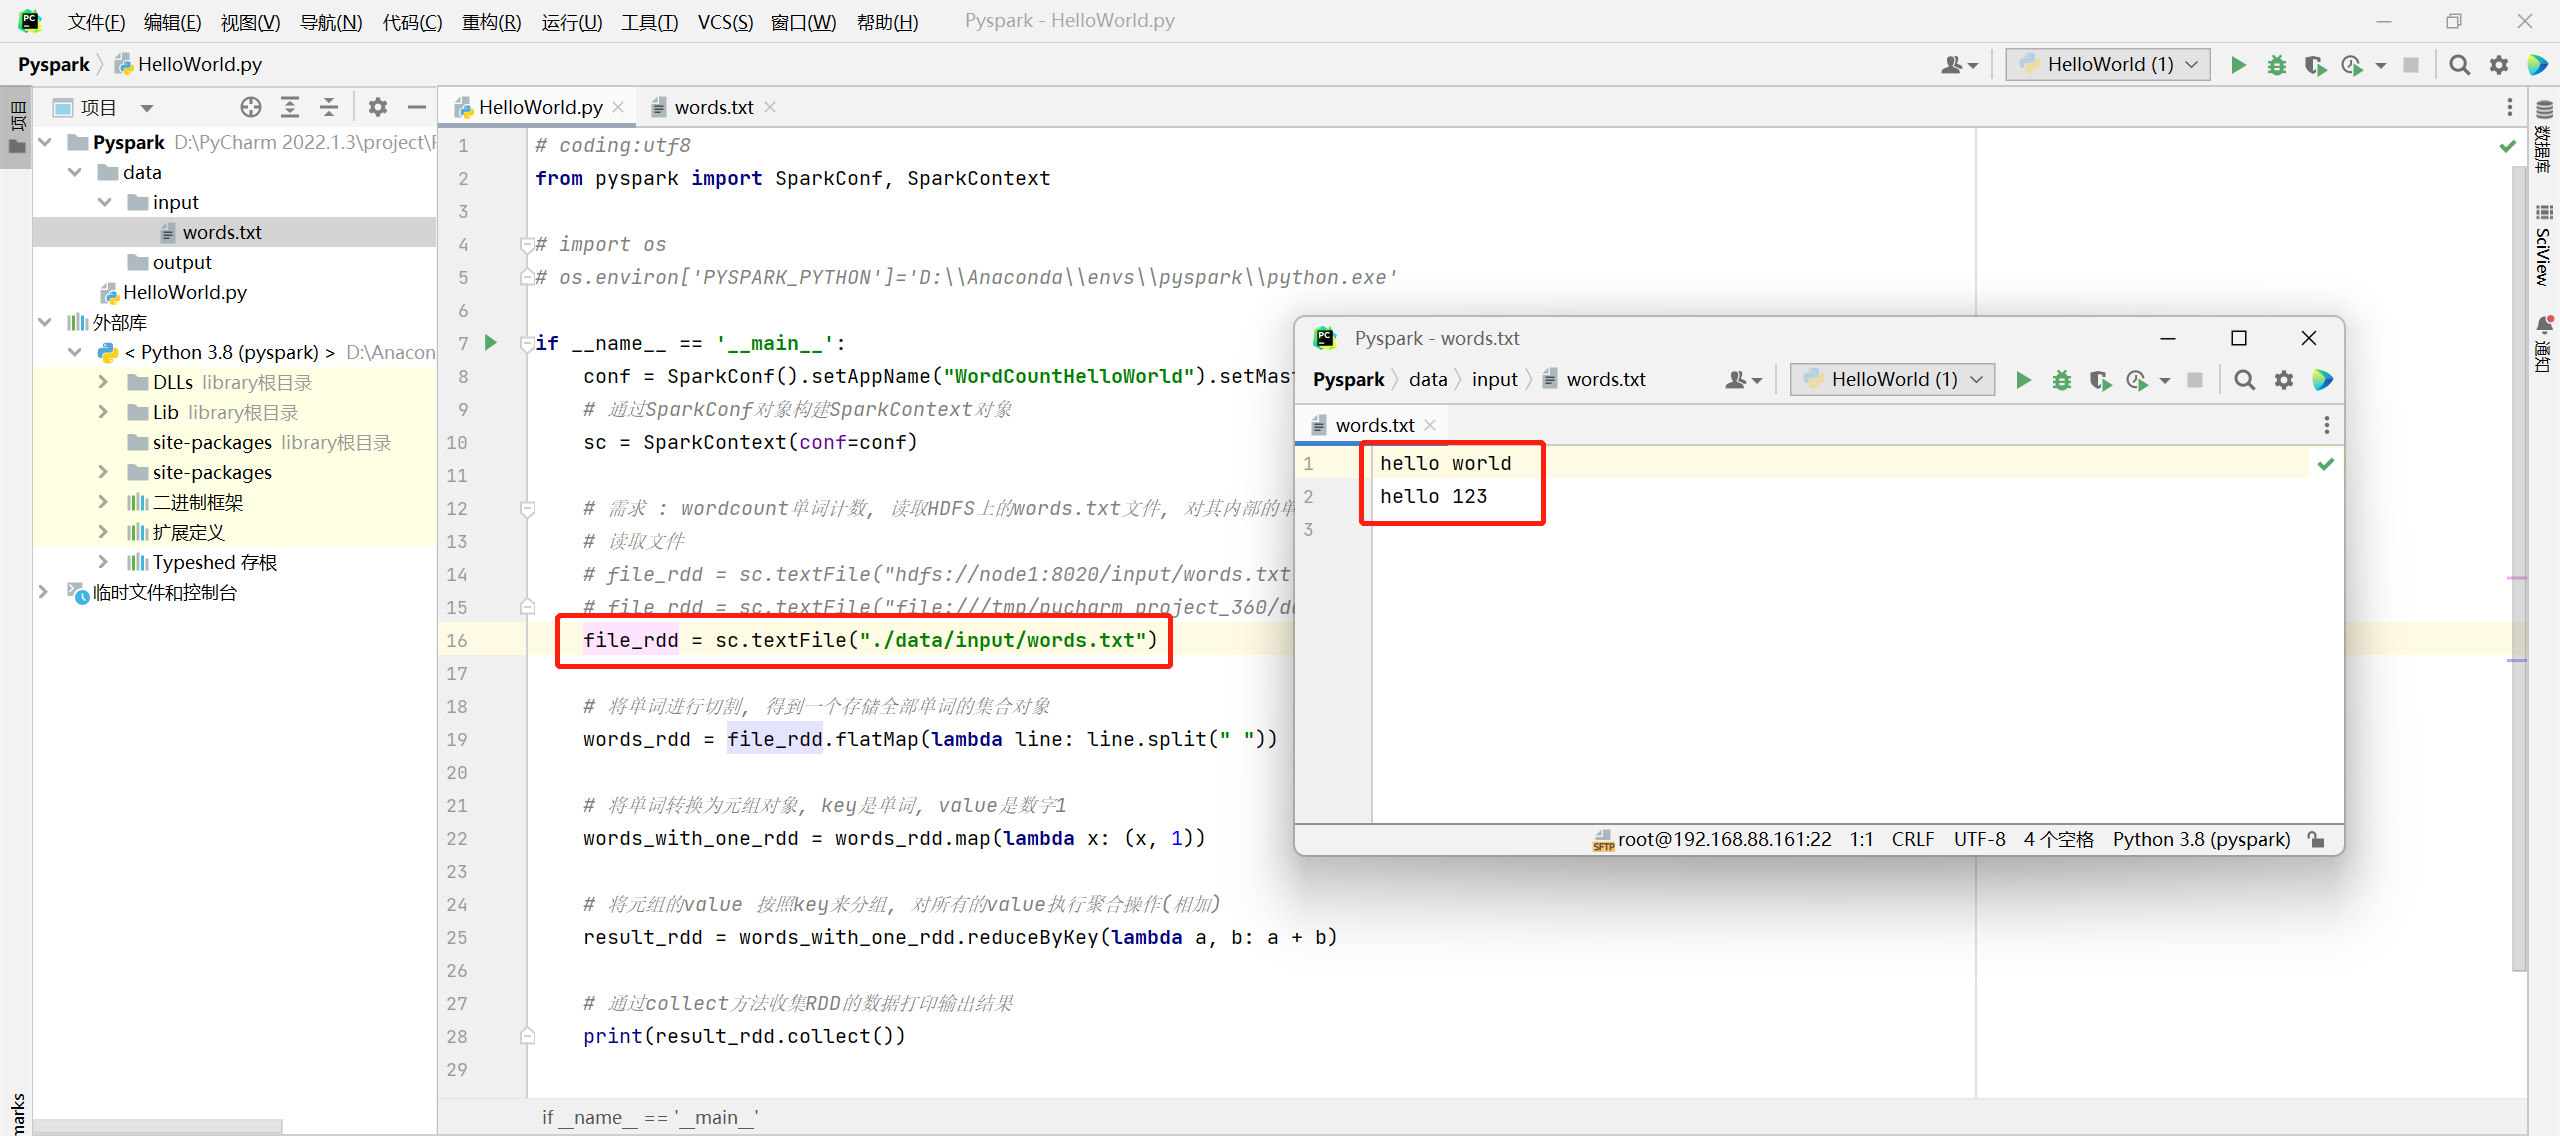 文件(F) 编辑(E) 视图(V) 导航(N) 代码(C) 重构(R) 运行(U) 工具(T) VCS(S) 窗口(W) 帮助(H) Pyspark - HelloWorld.py
Pyspark HelloWorld.py HelloWorld (1)
项目
HelloWorld.py words.txt
Pyspark D:\PyCharm 2022.1.3\project\
data
input
words.txt
output
HelloWorld.py
外部库
< Python 3.8 (pyspark) > D:\Anacon
DLLs library根目录
Lib library根目录
site-packages library根目录
site-packages
二进制框架
扩展定义
Typeshed 存根
临时文件和控制台
项目
marks
1 # coding:utf8
2 from pyspark import SparkConf, SparkContext
3
4 # import os
5 # os.environ['PYSPARK_PYTHON']='D:\\Anaconda\\envs\\pyspark\\python.exe'
6
7 if __name__ == '__main__':
8 conf = SparkConf().setAppName("WordCountHelloWorld").setMast
9 # 通过SparkConf对象构建SparkContext对象
10 sc = SparkContext(conf=conf)
11
12 # 需求 : wordcount单词计数, 读取HDFS上的words.txt文件, 对其内部的单
13 # 读取文件
14 # file_rdd = sc.textFile("hdfs://node1:8020/input/words.txt
15 # file_rdd = sc.textFile("file:///tmp/pycharm_project_360/da
16 file_rdd = sc.textFile("./data/input/words.txt")
17
18 # 将单词进行切割, 得到一个存储全部单词的集合对象
19 words_rdd = file_rdd.flatMap(lambda line: line.split(" "))
20
21 # 将单词转换为元组对象, key是单词, value是数字1
22 words_with_one_rdd = words_rdd.map(lambda x: (x, 1))
23
24 # 将元组的value 按照key来分组, 对所有的value执行聚合操作(相加)
25 result_rdd = words_with_one_rdd.reduceByKey(lambda a, b: a + b)
26
27 # 通过collect方法收集RDD的数据打印输出结果
28 print(result_rdd.collect())
29
if __name__ == '__main__'
Pyspark - words.txt
Pyspark data input words.txt HelloWorld (1)
words.txt
1 hello world
2 hello 123
3
SFTP root@192.168.88.161:22 1:1 CRLF UTF-8 4 个空格 Python 3.8 (pyspark)
数据库
SciView
通知